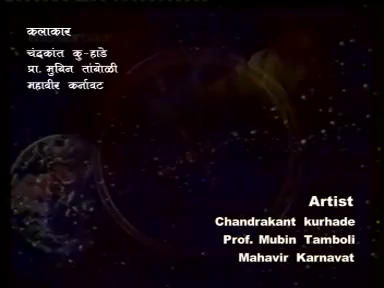 कलाकार
चंद्रकांत कु-हाडे
प्रा. मुबिन तांबोळी
महावीर कर्नावट
Artist
Chandrakant kurhade
Prof. Mubin Tamboli
Mahavir Karnavat